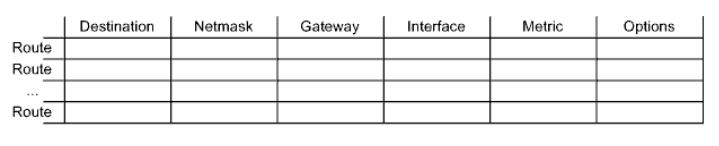 Destination Netmask Gateway Interface Metric Options
Route
Route
...
Route